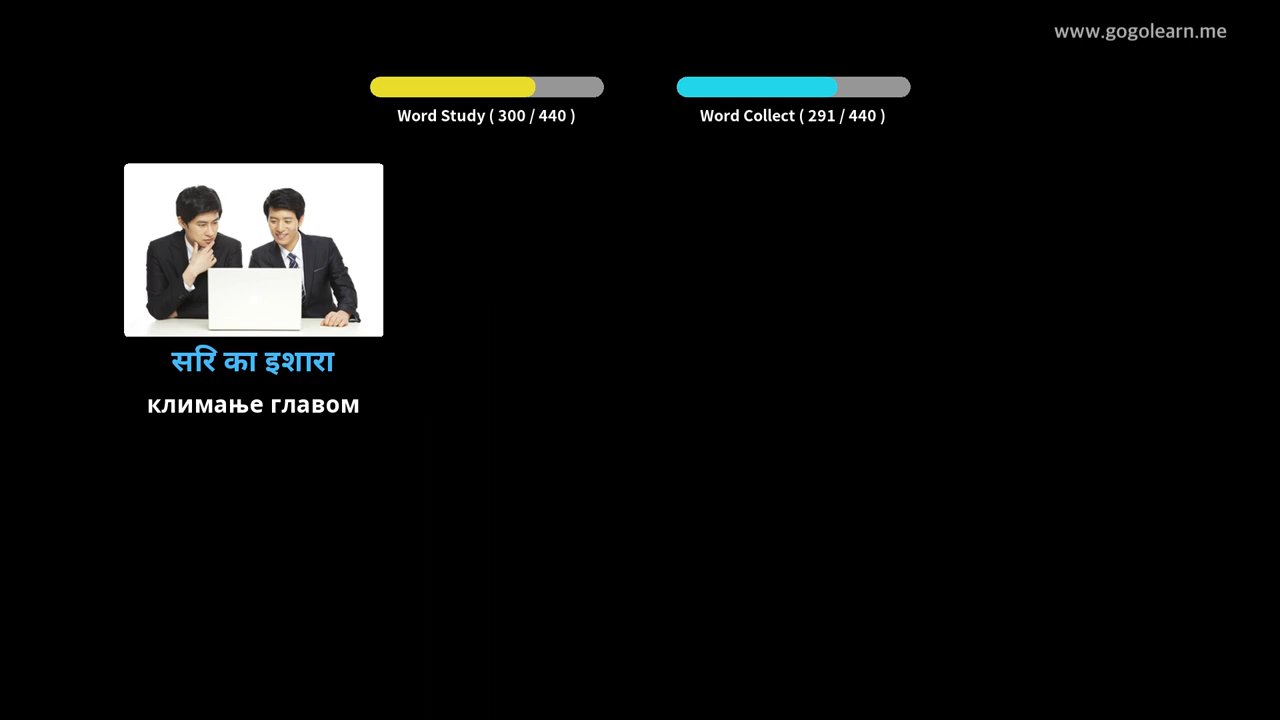 www.gogolearn.me
Word Study ( 300 / 440 )
Word Collect ( 291 / 440 )
सरि का इशारा
климање главом